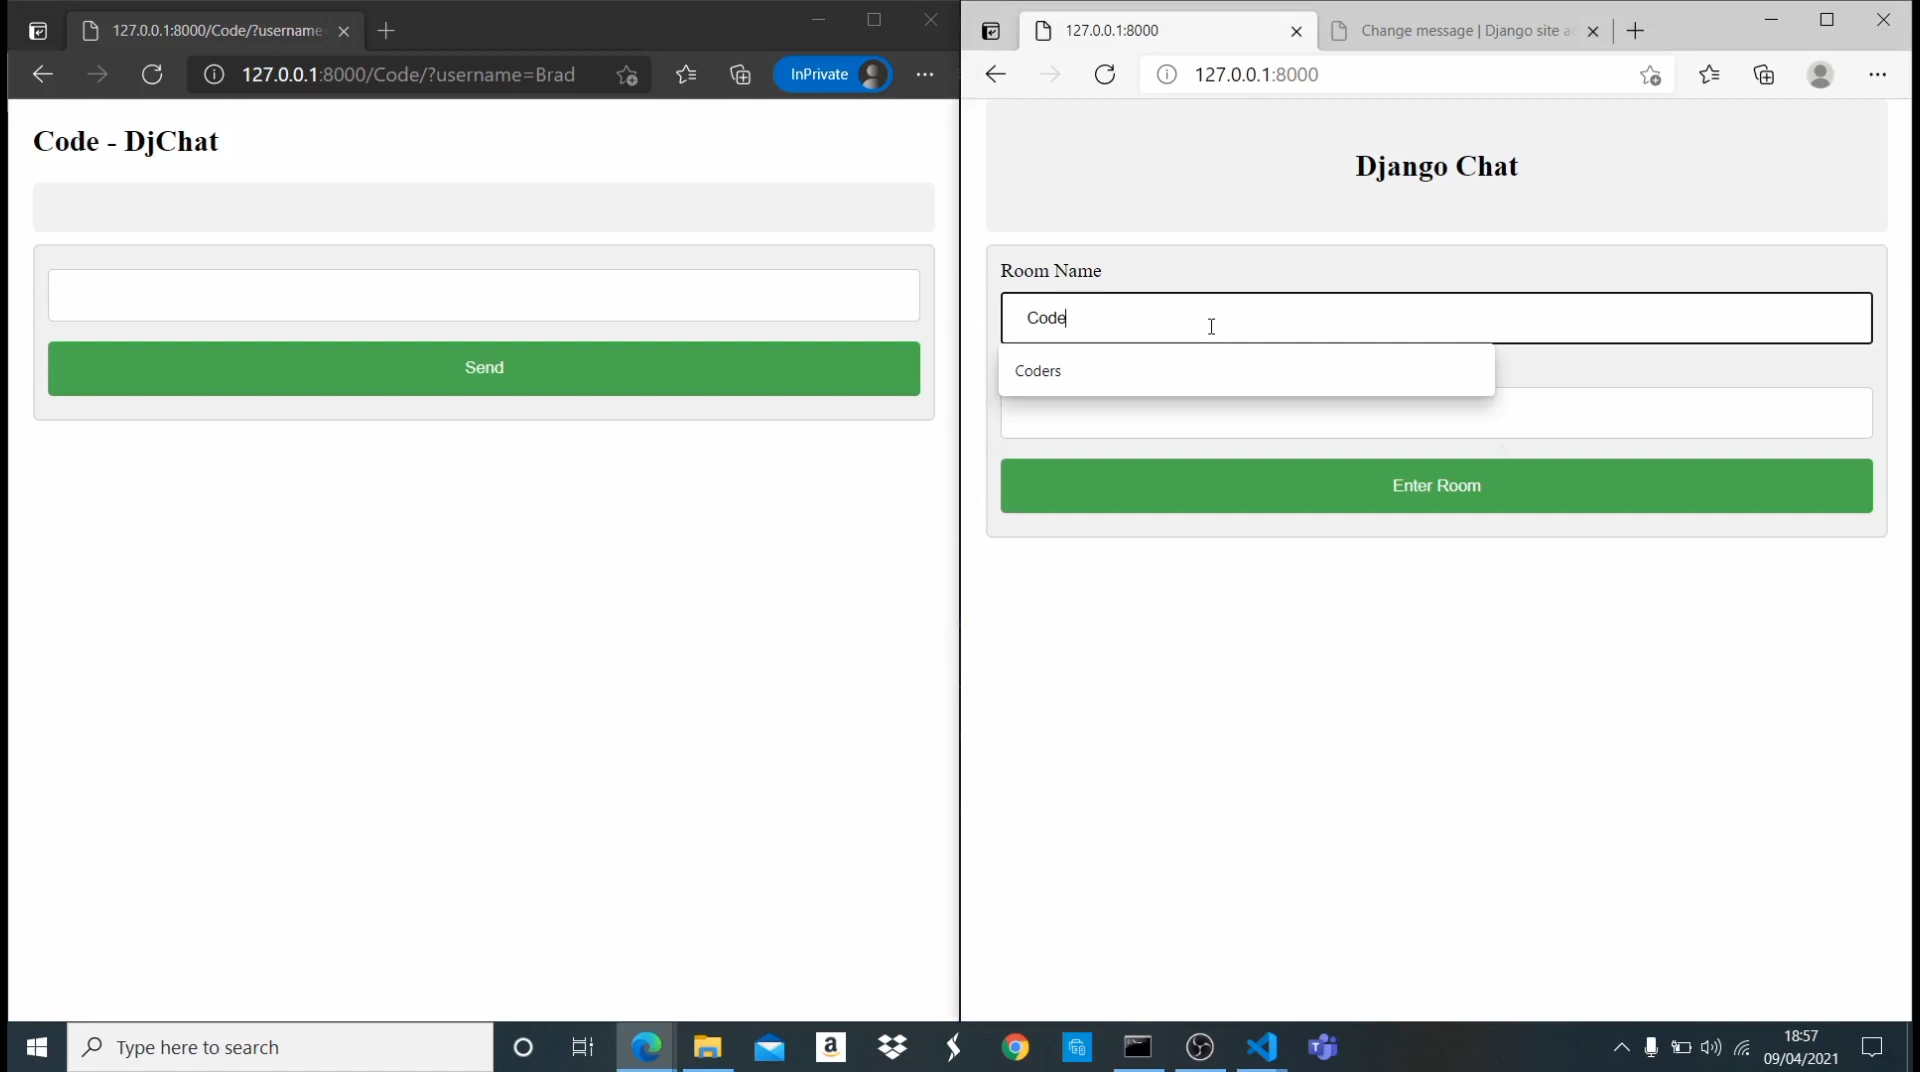 127.0.0.1:8000/Code/?username
127.0.0.1:8000/Code/?username=Brad
InPrivate
Code - DjChat
Send
127.0.0.1:8000
Change message | Django site a
127.0.0.1:8000
Django Chat
Room Name
Code
Coders
Enter Room
Type here to search
a
18:57
09/04/2021